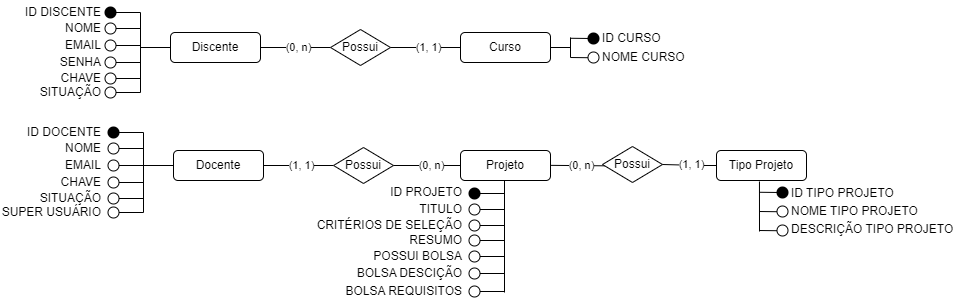 ID DISCENTE
NOME
EMAIL
SENHA
CHAVE
SITUAÇÃO
Discente
(0, n)
Possui
(1, 1)
Curso
ID CURSO
NOME CURSO
ID DOCENTE
NOME
EMAIL
CHAVE
SITUAÇÃO
SUPER USUÁRIO
Docente
(1, 1)
Possui
(0, n)
Projeto
(0, n)
Possui
(1, 1)
Tipo Projeto
ID PROJETO
TITULO
CRITÉRIOS DE SELEÇÃO
RESUMO
POSSUI BOLSA
BOLSA DESCIÇÃO
BOLSA REQUISITOS
ID TIPO PROJETO
NOME TIPO PROJETO
DESCRIÇÃO TIPO PROJETO